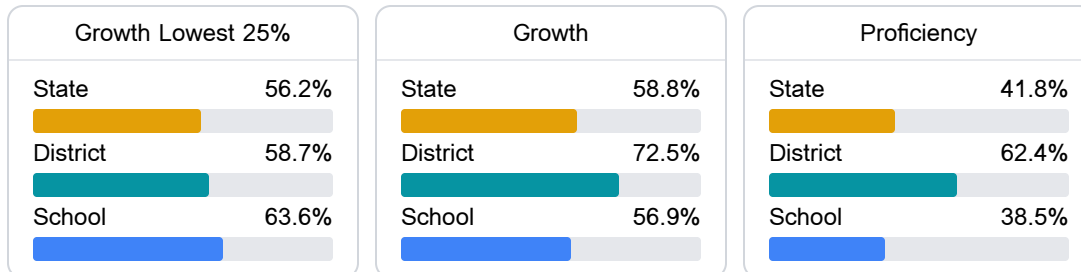 Growth Lowest 25%
State 56.2%
District 58.7%
School 63.6%
Growth
State 58.8%
District 72.5%
School 56.9%
Proficiency
State 41.8%
District 62.4%
School 38.5%